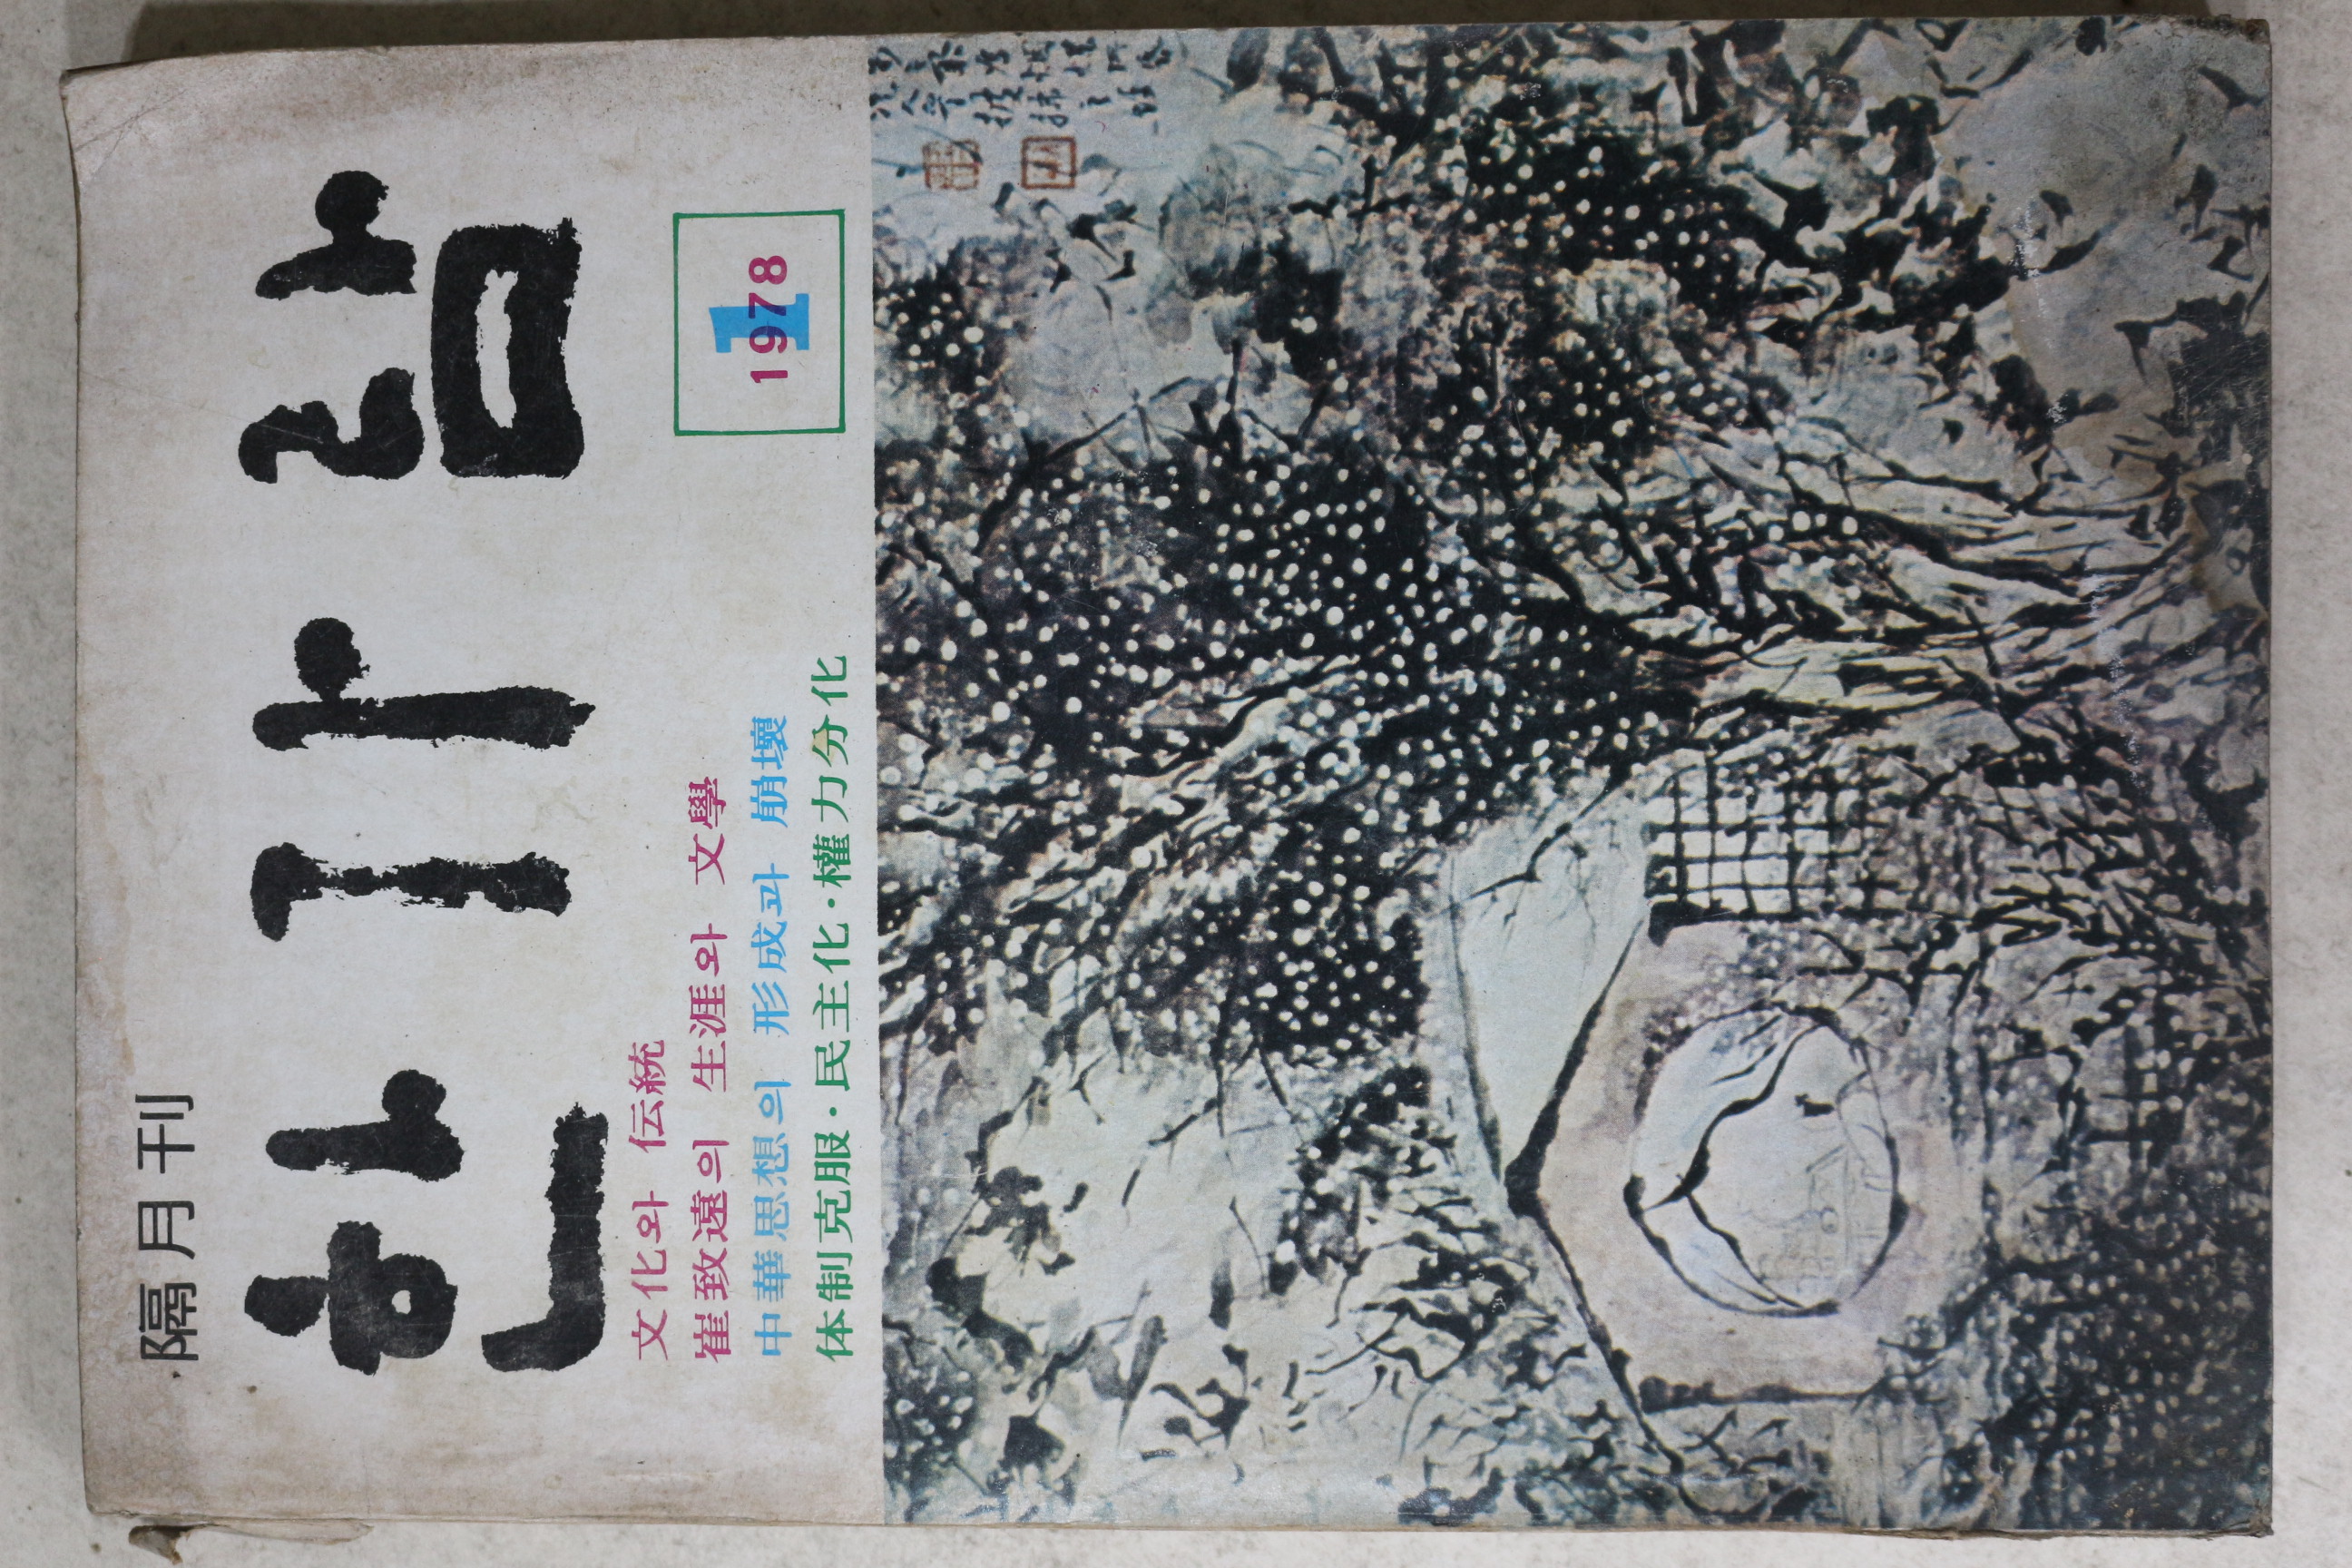 隔月刊
한가람
1978
1
文化와 伝統
崔致遠의 生涯와 文學
中華思想의 形成과 崩壞
体制克服·民主化·權力分化